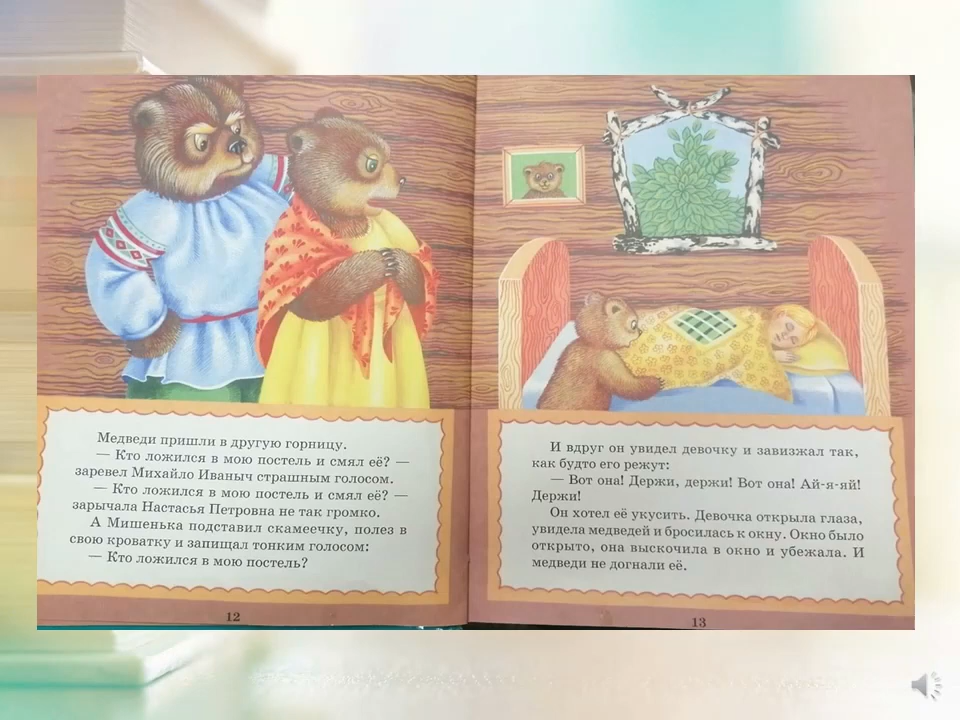 Медведи пришли в другую горницу.
— Кто ложился в мою постель и смял её? —
заревел Михайло Иваныч страшным голосом.
— Кто ложился в мою постель и смял её? —
зарычала Настасья Петровна не так громко.
А Мишенька подставил скамеечку, полез в
свою кроватку и запищал тонким голосом:
— Кто ложился в мою постель?
12
И вдруг он увидел девочку и завизжал так,
как будто его режут:
— Вот она! Держи, держи! Вот она! Ай-я-яй!
Держи!
Он хотел её укусить. Девочка открыла глаза,
увидела медведей и бросилась к окну. Окно было
открыто, она выскочила в окно и убежала. И
медведи не догнали её.
13